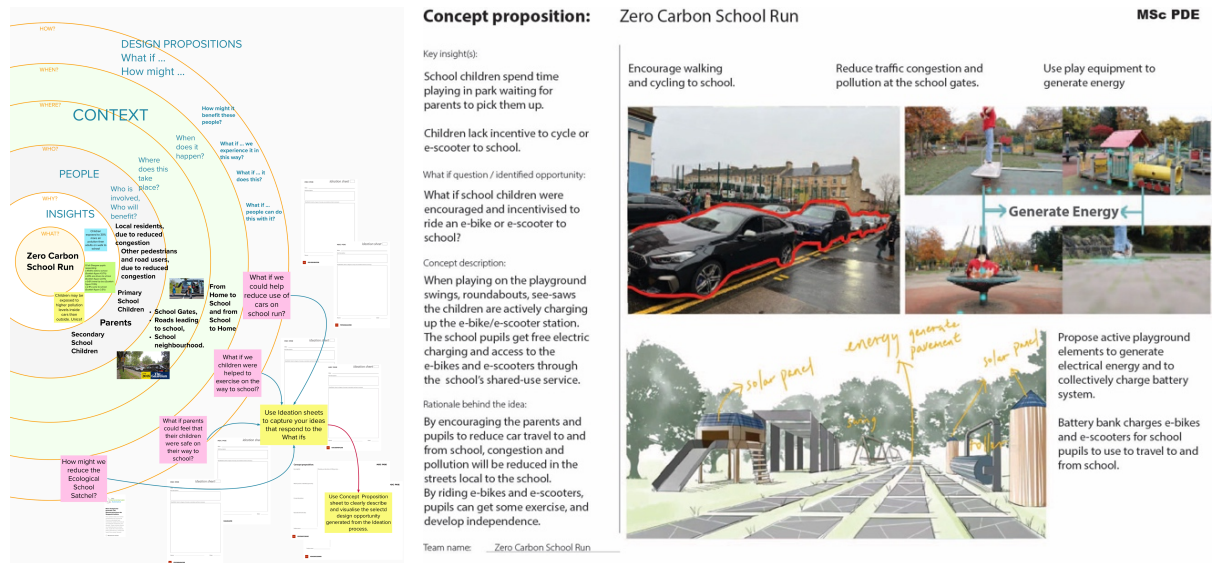 HOW?
DESIGN PROPOSITIONS
What if ...
How might ...
WHEN?
How might it
benefit these
people?
WHERE?
CONTEXT
When
does it
happen?
What if ... we
experience it in
this way?
WHO?
Where
does this
take
place?
What if ... it
does this?
PEOPLE
Who is
involved,
Who will
benefit?
What if ...
people can do
this with it?
WHY?
INSIGHTS
WHAT?
Zero Carbon
School Run
Children may be
exposed to higher
pollution levels
inside cars than
outside, Unicef
Local residents,
due to reduced
congestion
Other pedestrians
and road users,
due to reduced
congestion
Primary
School
Children
Parents
Secondary
School
Children
From
Home to
School
and from
School
to Home
• School Gates,
• Roads leading
to school,
• School
neighbourhood.
What if we
could help
reduce use of
cars on
school run?
What if we
children were
helped to
exercise on the
way to school?
What if parents
could feel that
their children
were safe on
their way to
school?
How might we
reduce the
Ecological
School
Satchel?
Use Ideation sheets
to capture your ideas
that respond to the
What ifs
Use Concept Proposition
sheet to clearly describe
and visualise the selectd
design opportunity
generated from the Ideation
process.
Concept proposition: Zero Carbon School Run
MSc PDE
Key insight(s):
School children spend time
playing in park waiting for
parents to pick them up.
Children lack incentive to cycle or
e-scooter to school.
What if question / identified opportunity:
What if school children were
encouraged and incentivised to
ride an e-bike or e-scooter to
school?
Concept description:
When playing on the playground
swings, roundabouts, see-saws
the children are actively charging
up the e-bike/e-scooter station.
The school pupils get free electric
charging and access to the
e-bikes and e-scooters through
the school's shared-use service.
Rationale behind the idea:
By encouraging the parents and
pupils to reduce car travel to and
from school, congestion and
pollution will be reduced in the
streets local to the school.
By riding e-bikes and e-scooters,
pupils can get some exercise, and
develop independence.
Team name: Zero Carbon School Run
Encourage walking
and cycling to school.
Reduce traffic congestion and
pollution at the school gates.
Use play equipment to
generate energy
Generate Energy
energy generate
pavement
solar panel
solar panel
Propose active playground
elements to generate
electrical energy and to
collectively charge battery
system.
Battery bank charges e-bikes
and e-scooters for school
pupils to use to travel to and
from school.